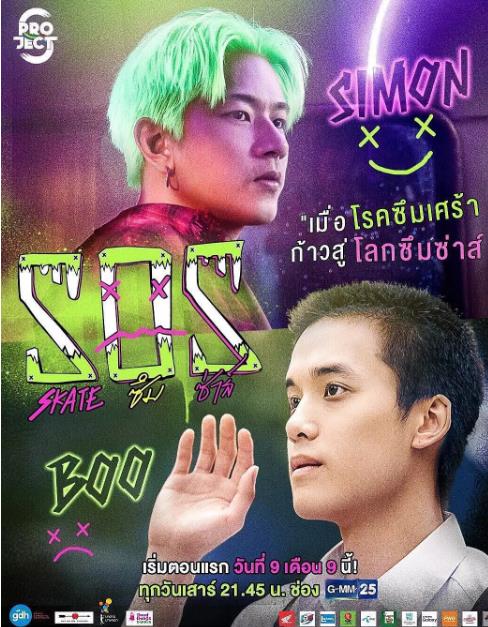 PROJECT
SIMON
"เมื่อ โรคซึมเศร้า
ก้าวสู่ โลกซึมซ่าส์
SOS
SKATE ซึม ซ่าส์
BOO
เริ่มตอนแรก วันที่ 9 เดือน 9 นี้!
ทุกวันเสาร์ 21.45 น. ช่อง GMM 25
gdh